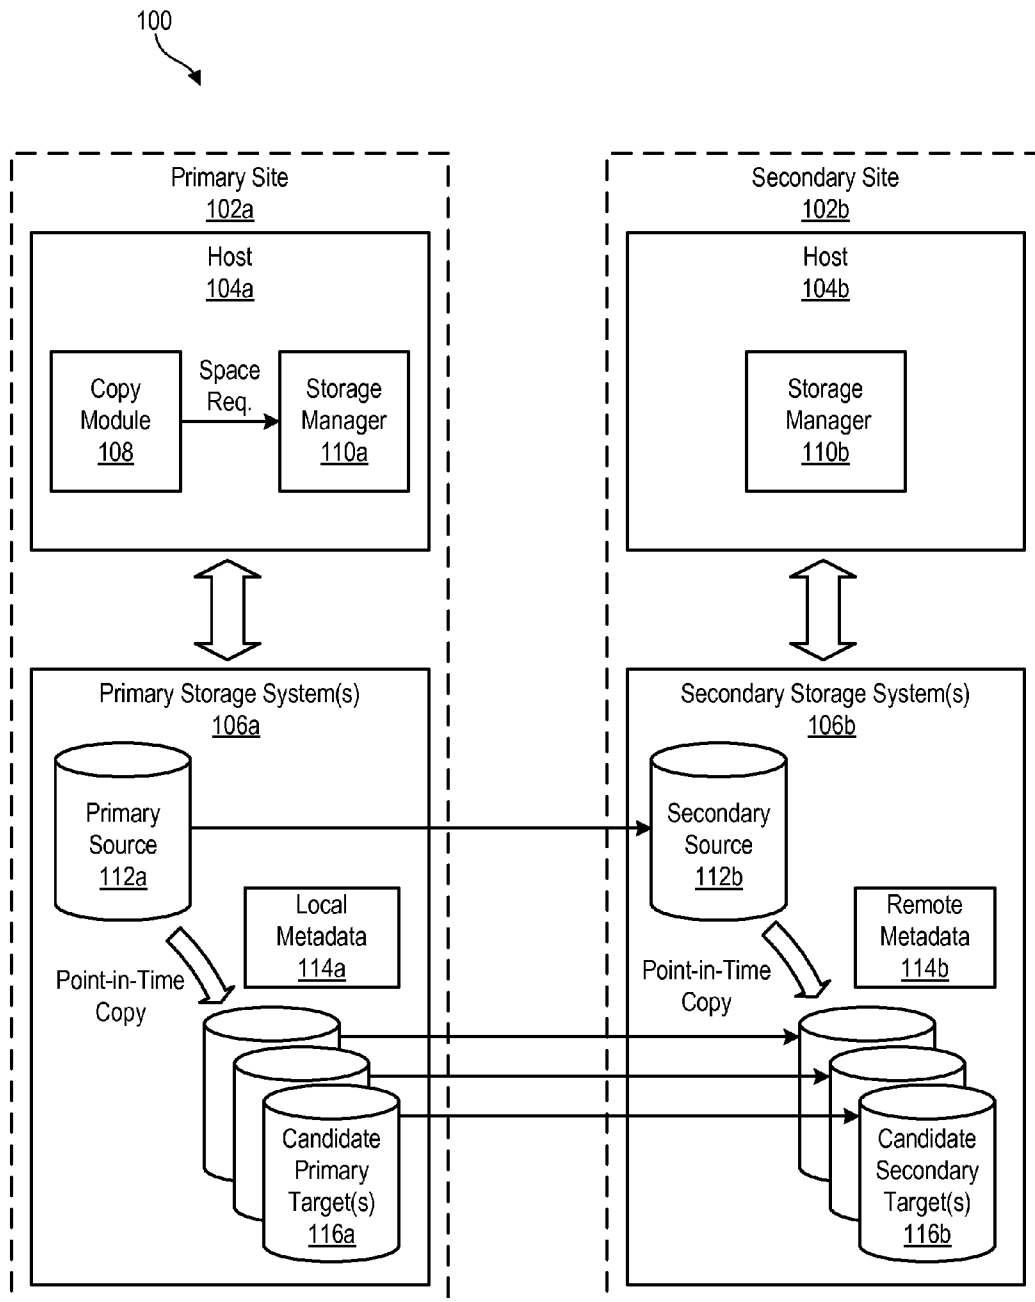 100
Primary Site
102a
Host
104a
Copy
Module
108
Space
Req.
Storage
Manager
110a
Primary Storage System(s)
106a
Primary
Source
112a
Local
Metadata
114a
Point-in-Time
Copy
Candidate
Primary
Target(s)
116a
Secondary Site
102b
Host
104b
Storage
Manager
110b
Secondary Storage System(s)
106b
Secondary
Source
112b
Remote
Metadata
114b
Point-in-Time
Copy
Candidate
Secondary
Target(s)
116b